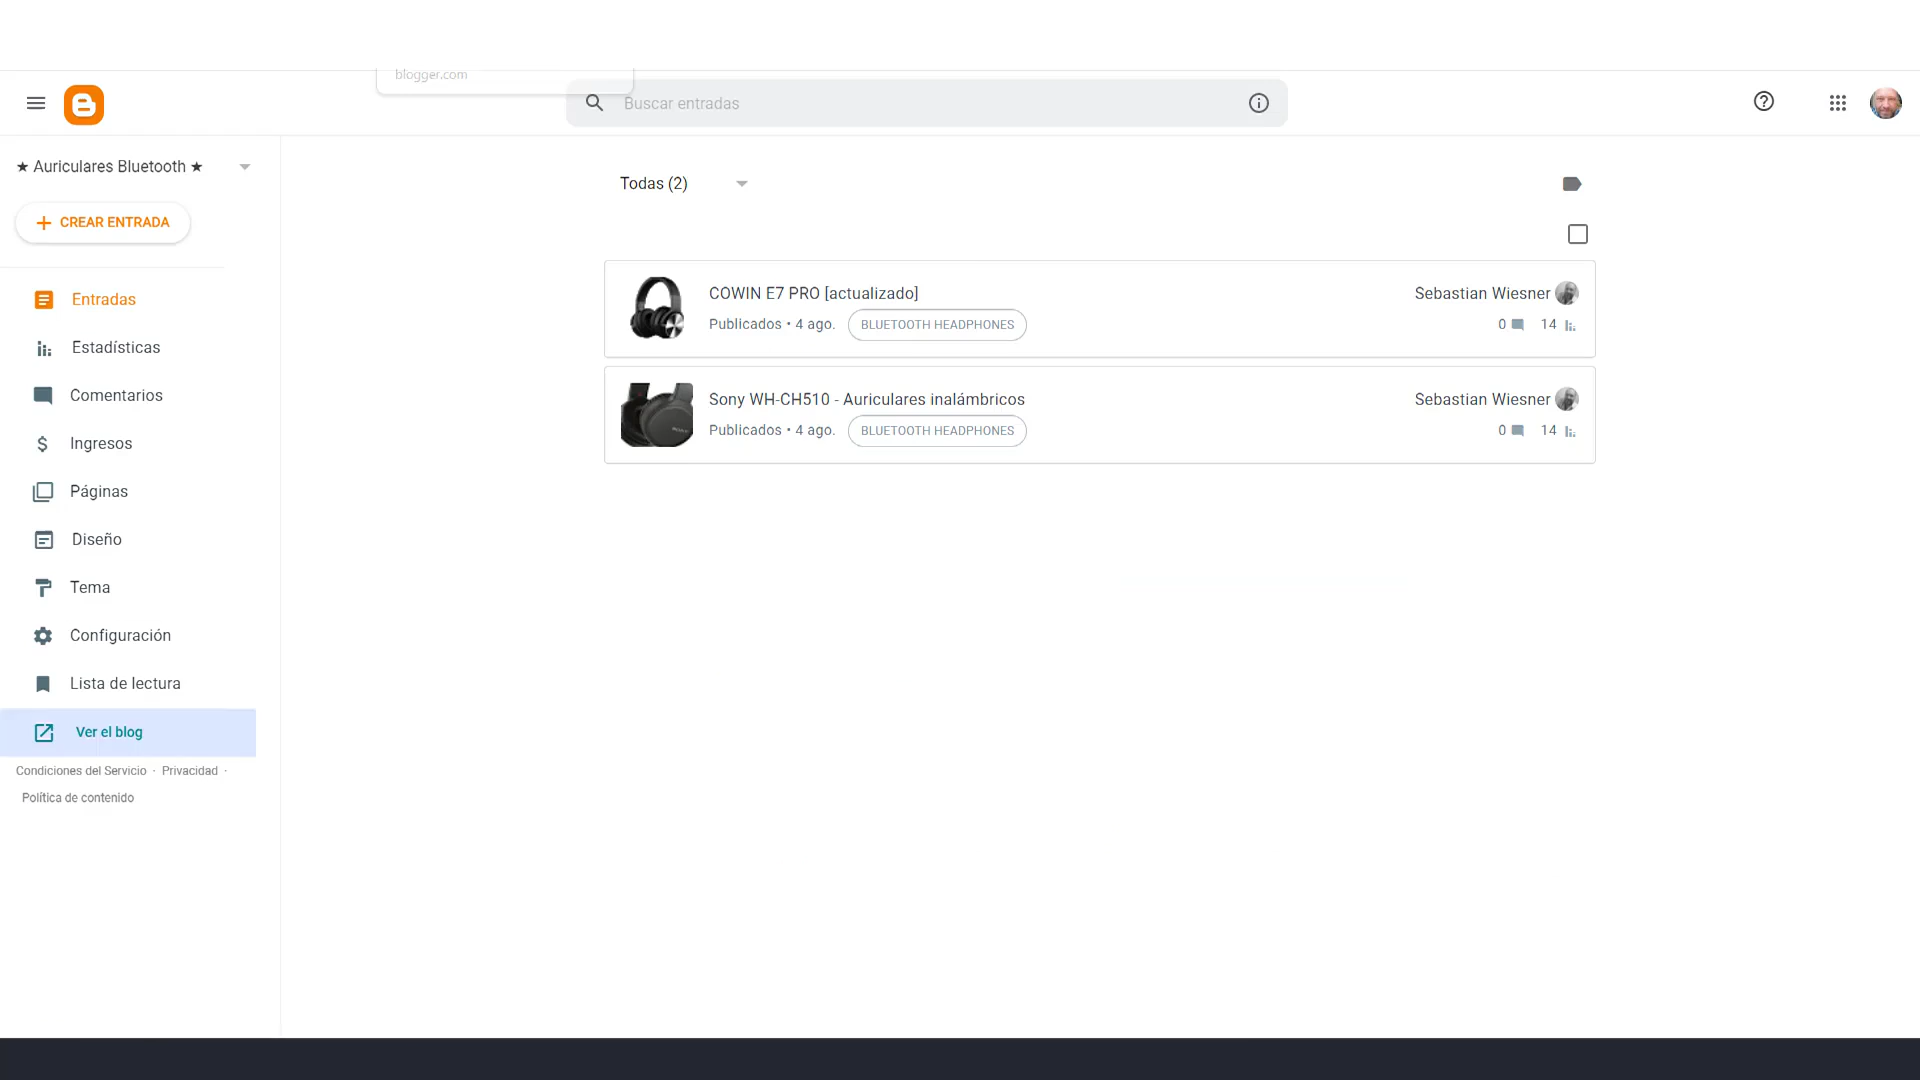 blogger.com
Buscar entradas
★ Auriculares Bluetooth ★
CREAR ENTRADA
Entradas
Estadísticas
Comentarios
Ingresos
Páginas
Diseño
Tema
Configuración
Lista de lectura
Ver el blog
Condiciones del Servicio · Privacidad ·
Política de contenido
Todas (2)
COWIN E7 PRO [actualizado]
Sebastian Wiesner
Publicados • 4 ago. BLUETOOTH HEADPHONES
0 14
Sony WH-CH510 - Auriculares inalámbricos
Sebastian Wiesner
Publicados • 4 ago. BLUETOOTH HEADPHONES
0 14